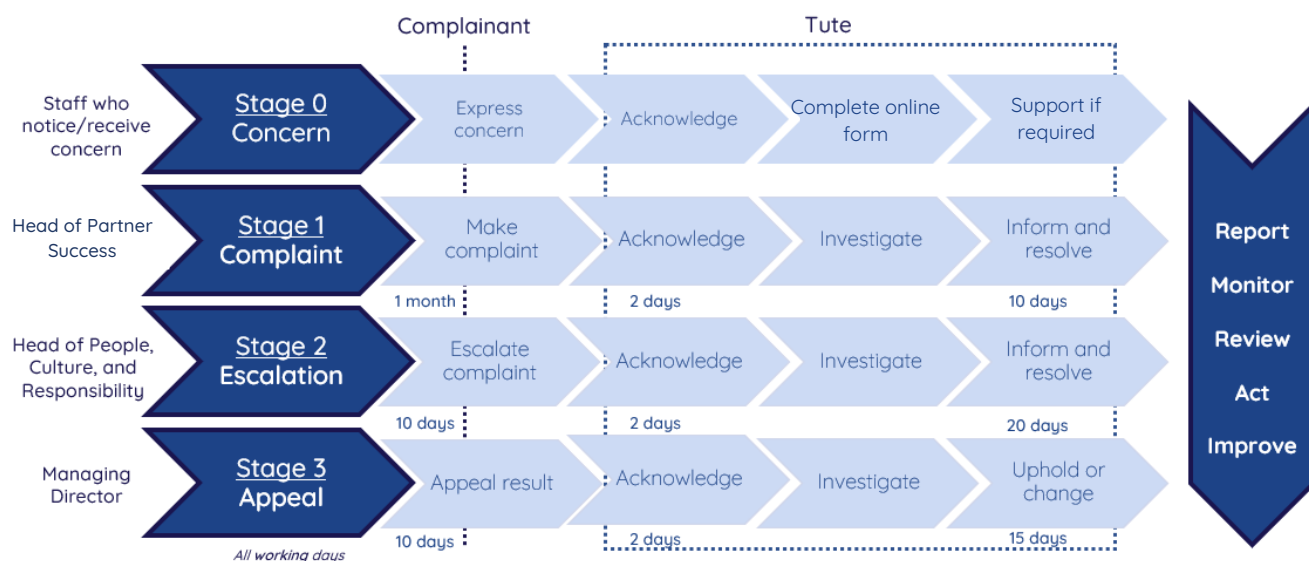 Complainant
Tute
Staff who
notice/receive
concern
Stage 0
Concern
Express
concern
Acknowledge
Complete online
form
Support if
required
Head of Partner
Success
Stage 1
Complaint
Make
complaint
Acknowledge
Investigate
Inform and
resolve
1 month
2 days
10 days
Head of People,
Culture, and
Responsibility
Stage 2
Escalation
Escalate
complaint
Acknowledge
Investigate
Inform and
resolve
10 days
2 days
20 days
Managing
Director
Stage 3
Appeal
Appeal result
Acknowledge
Investigate
Uphold or
change
10 days
2 days
15 days
All working days
Report
Monitor
Review
Act
Improve